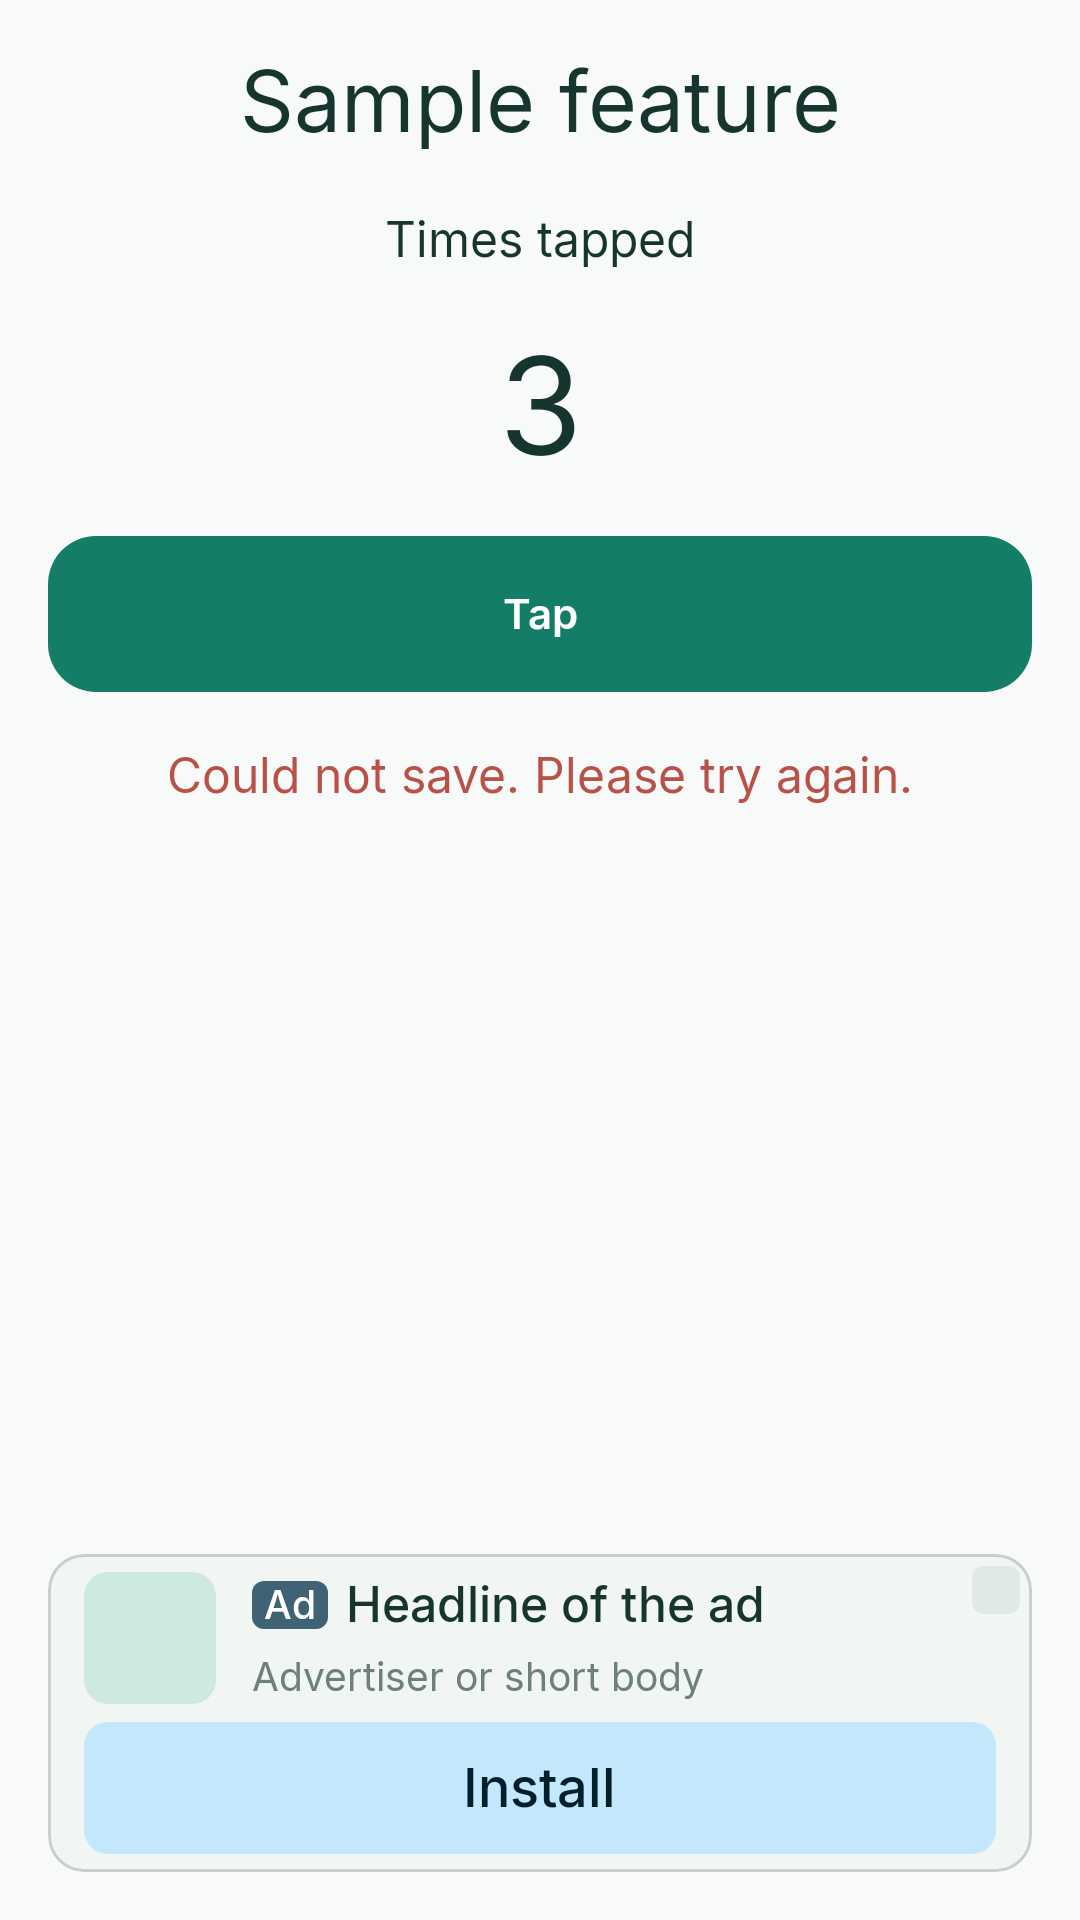 Sample feature
Times tapped
3
Tap
Could not save. Please try again.
Ad Headline of the ad
Advertiser or short body
Install